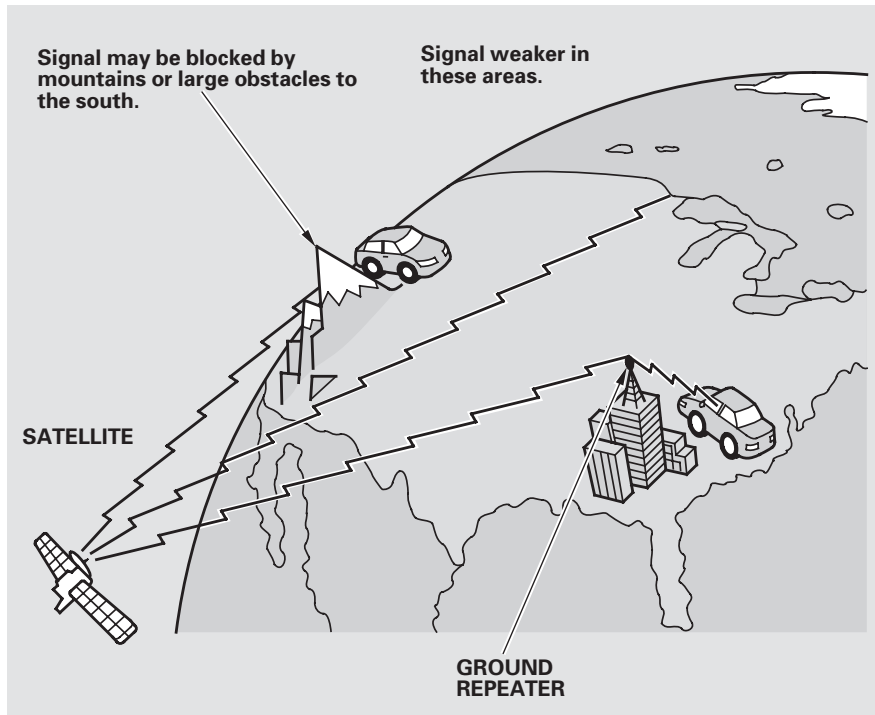 Signal may be blocked by
mountains or large obstacles to
the south.
Signal weaker in
these areas.
SATELLITE
GROUND
REPEATER